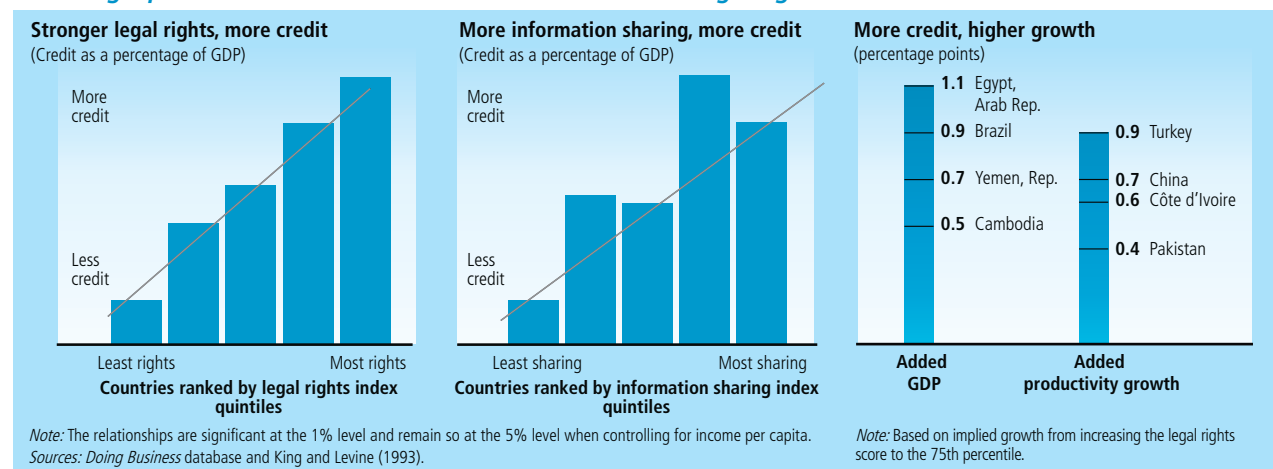 Stronger legal rights, more credit
(Credit as a percentage of GDP)
More
credit
Less
credit
Least rights
Most rights
Countries ranked by legal rights index
quintiles
More information sharing, more credit
(Credit as a percentage of GDP)
More
credit
Less
credit
Least sharing
Most sharing
Countries ranked by information sharing index
quintiles
Note: The relationships are significant at the 1% level and remain so at the 5% level when controlling for income per capita.
Sources: Doing Business database and King and Levine (1993).
More credit, higher growth
(percentage points)
1.1 Egypt,
Arab Rep.
0.9 Brazil
0.7 Yemen, Rep.
0.5 Cambodia
Added
GDP
0.9 Turkey
0.7 China
0.6 Côte d’Ivoire
0.4 Pakistan
Added
productivity growth
Note: Based on implied growth from increasing the legal rights
score to the 75th percentile.